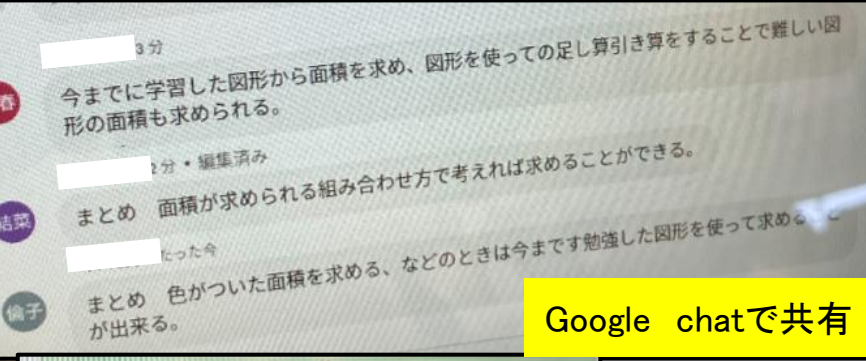 3分
春
今までに学習した図形から面積を求め、図形を使っての足し算引き算をすることで難しい図
形の面積も求められる。
2分・編集済み
結菜
まとめ 面積が求められる組み合わせ方で考えれば求めることができる。
たった今
倫子
まとめ 色がついた面積を求める、などのときは今まです勉強した図形を使って求める
が出来る。
Google chatで共有